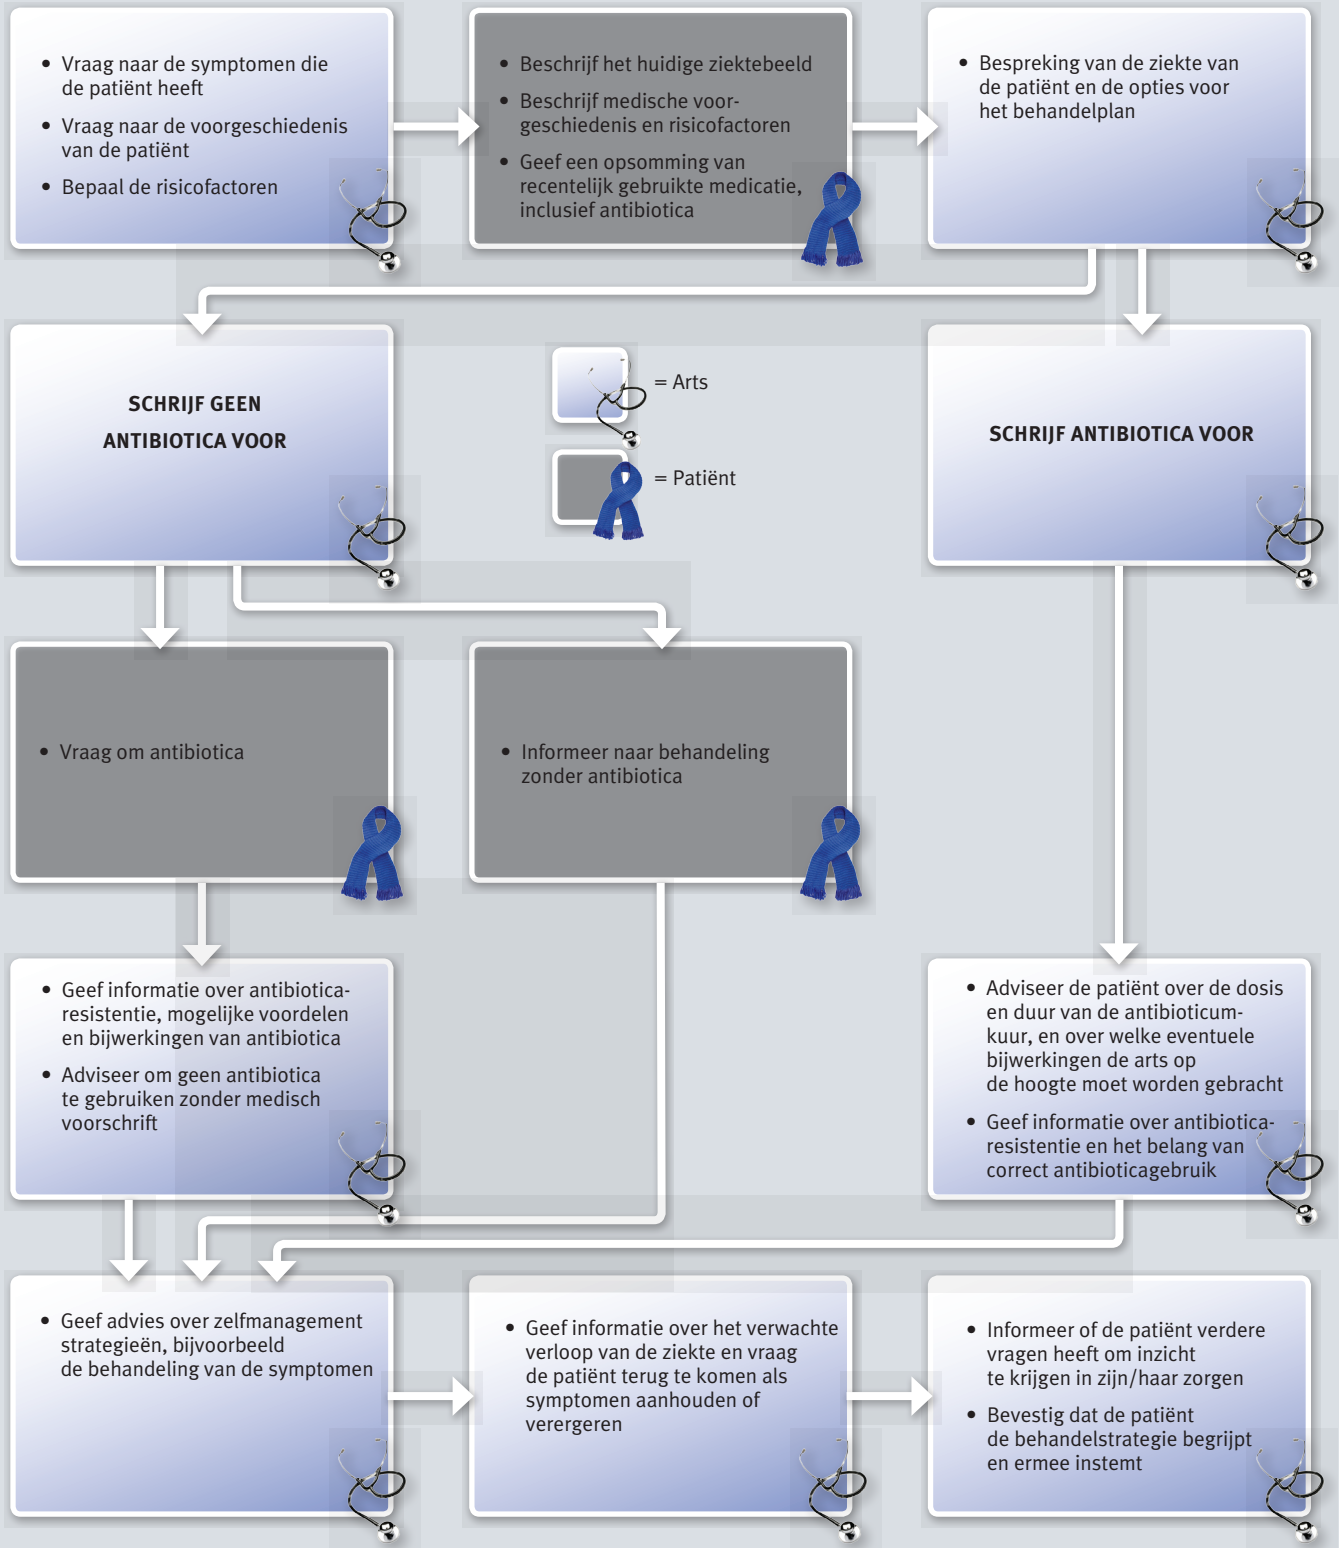 • Vraag naar de symptomen die
de patiënt heeft
• Vraag naar de voorgeschiedenis
van de patiënt
• Bepaal de risicofactoren
• Beschrijf het huidige ziektebeeld
• Beschrijf medische voor-
geschiedenis en risicofactoren
• Geef een opsomming van
recentelijk gebruikte medicatie,
inclusief antibiotica
• Bespreking van de ziekte van
de patiënt en de opties voor
het behandelplan
SCHRIJF GEEN
ANTIBIOTICA VOOR
= Arts
= Patiënt
SCHRIJF ANTIBIOTICA VOOR
• Vraag om antibiotica
• Informeer naar behandeling
zonder antibiotica
• Geef informatie over antibiotica-
resistentie, mogelijke voordelen
en bijwerkingen van antibiotica
• Adviseer om geen antibiotica
te gebruiken zonder medisch
voorschrift
• Adviseer de patiënt over de dosis
en duur van de antibioticum-
kuur, en over welke eventuele
bijwerkingen de arts op
de hoogte moet worden gebracht
• Geef informatie over antibiotica-
resistentie en het belang van
correct antibioticagebruik
• Geef advies over zelfmanagement
strategieën, bijvoorbeeld
de behandeling van de symptomen
• Geef informatie over het verwachte
verloop van de ziekte en vraag
de patiënt terug te komen als
symptomen aanhouden of
verergeren
• Informeer of de patiënt verdere
vragen heeft om inzicht
te krijgen in zijn/haar zorgen
• Bevestig dat de patiënt
de behandelstrategie begrijpt
en ermee instemt